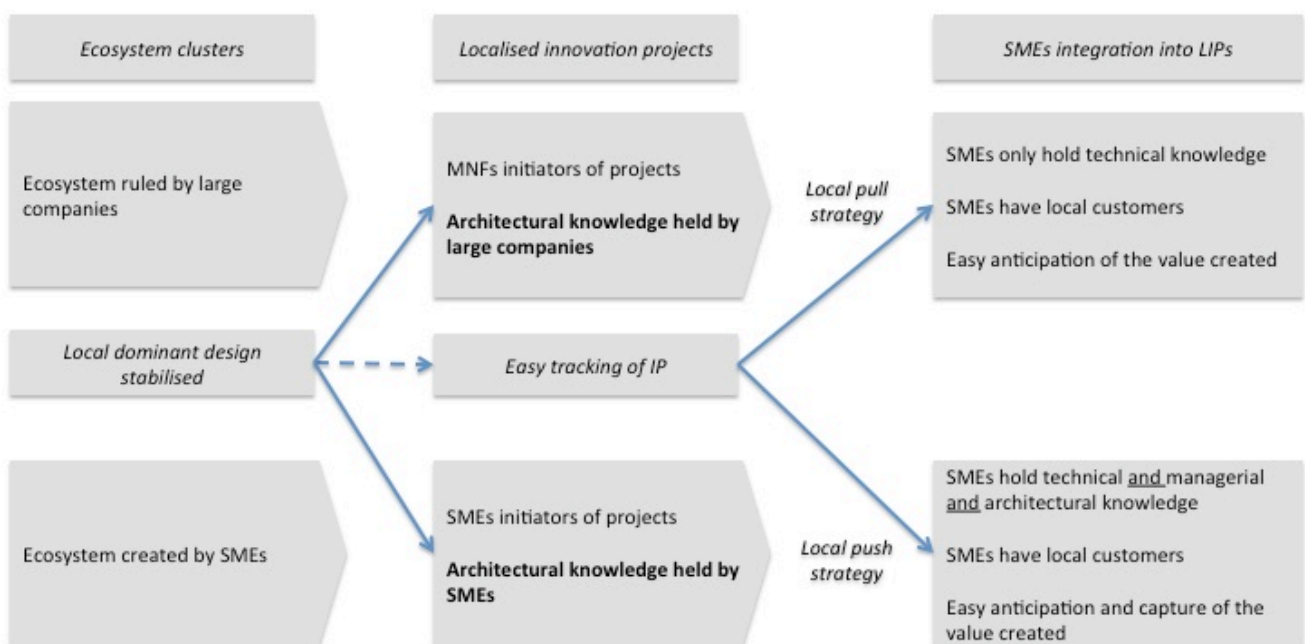 Ecosystem clusters
Localised innovation projects
SMEs integration into LIPs
Ecosystem ruled by large
companies
MNFs initiators of projects
Architectural knowledge held by
large companies
Local pull
strategy
SMEs only hold technical knowledge
SMEs have local customers
Easy anticipation of the value created
Local dominant design
stabilised
Easy tracking of IP
Ecosystem created by SMEs
SMEs initiators of projects
Architectural knowledge held by
SMEs
Local push
strategy
SMEs hold technical and managerial
and architectural knowledge
SMEs have local customers
Easy anticipation and capture of the
value created